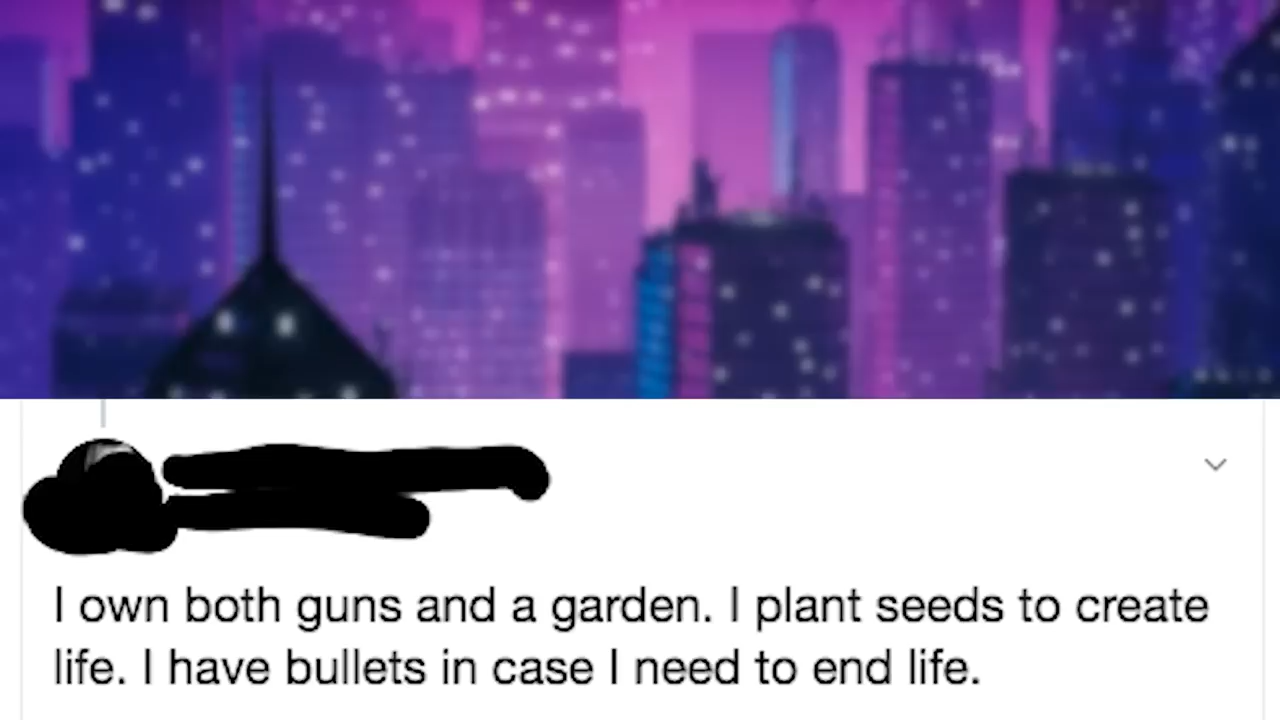 I own both guns and a garden. I plant seeds to create
life. I have bullets in case I need to end life.